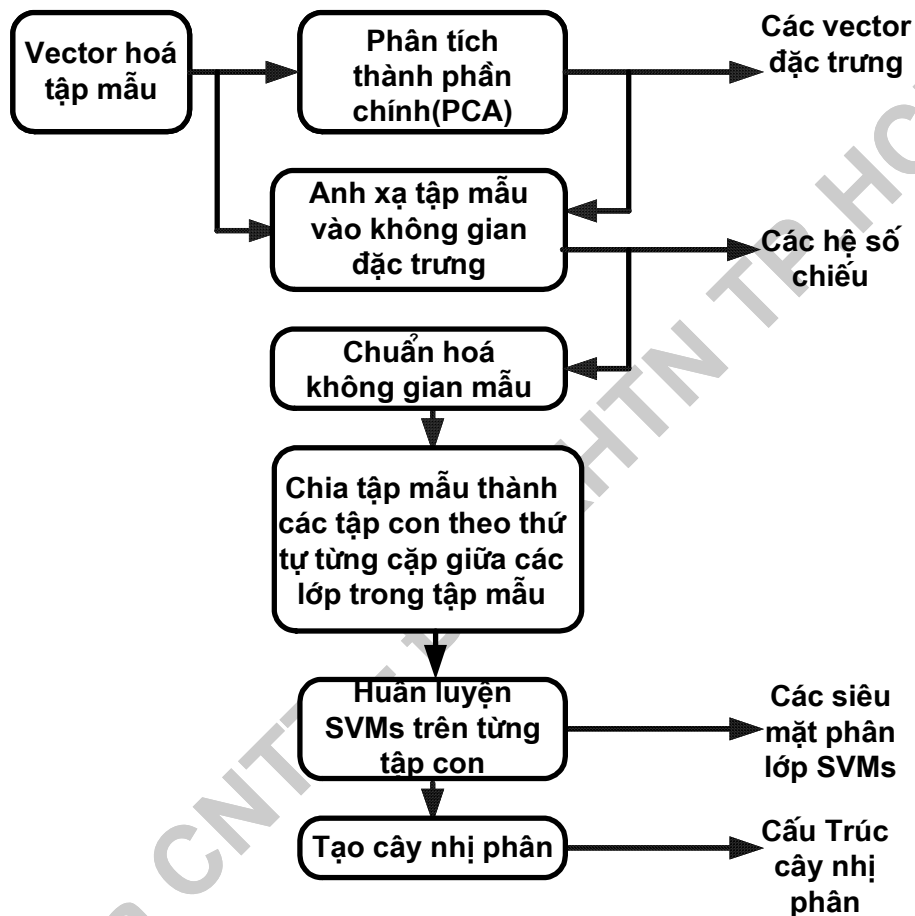 Vector hoá
tập mẫu
Phân tích
thành phần
chính(PCA)
Các vector
đặc trưng
Anh xạ tập mẫu
vào không gian
đặc trưng
Các hệ số
chiếu
Chuẩn hoá
không gian mẫu
Chia tập mẫu thành
các tập con theo thứ
tự từng cặp giữa các
lớp trong tập mẫu
Huấn luyện
SVMs trên từng
tập con
Các siêu
mặt phân
lớp SVMs
Tạo cây nhị phân
Cấu Trúc
cây nhị
phân